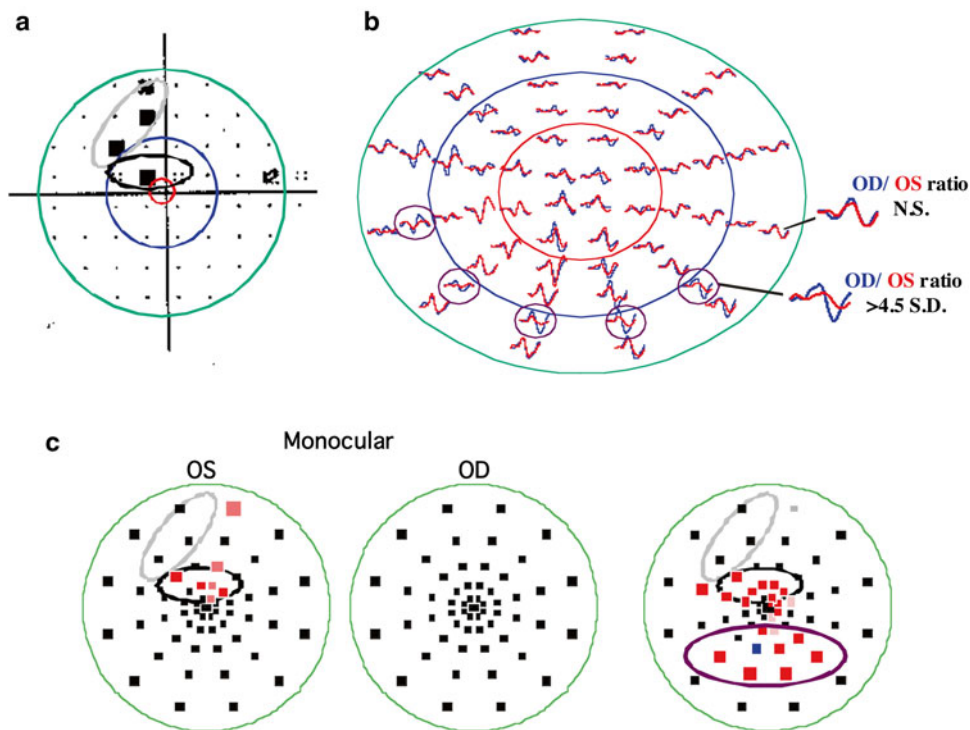 a
b
OD/ OS ratio
N.S.
OD/ OS ratio
>4.5 S.D.
c
Monocular
OS
OD